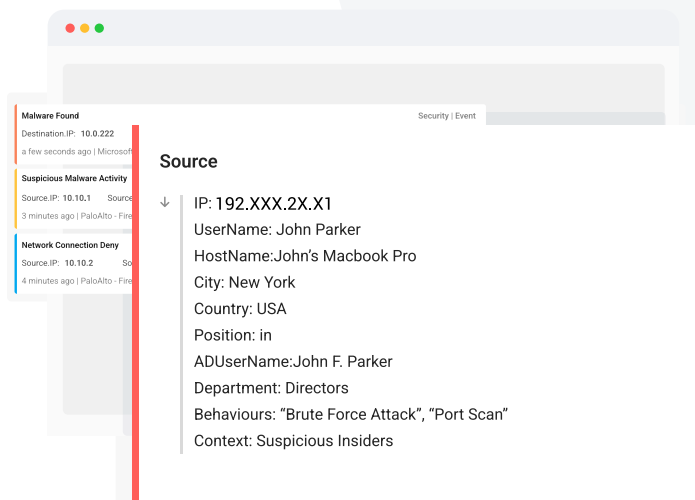 Malware Found
Security | Event
Destination.IP: 10.0.222
a few seconds ago | Microsoft
Suspicious Malware Activity
Source.IP: 10.10.1 Source
3 minutes ago | PaloAlto - Fire
Network Connection Deny
Source.IP: 10.10.2 So
4 minutes ago | PaloAlto - Fire
Source
IP: 192.XXX.2X.X1
UserName: John Parker
HostName:John’s Macbook Pro
City: New York
Country: USA
Position: in
ADUserName:John F. Parker
Department: Directors
Behaviours: “Brute Force Attack”, “Port Scan”
Context: Suspicious Insiders